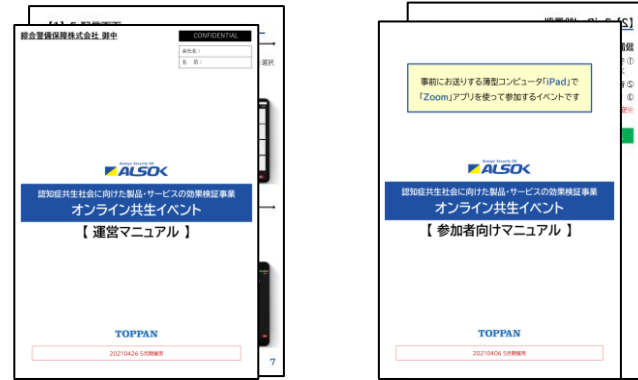 総合警備保障株式会社 御中
CONFIDENTIAL
会社名：
名 前：
ALSOK
認知症共生社会に向けた製品・サービスの効果検証事業
オンライン共生イベント
【 運営マニュアル 】
TOPPAN
20210426 5月開催用
選択
7
事前にお送りする薄型コンピュータ「iPad」で
「Zoom」アプリを使って参加するイベントです
ALSOK
認知症共生社会に向けた製品・サービスの効果検証事業
オンライン共生イベント
【 参加者向けマニュアル 】
TOPPAN
20210406 5月開催用